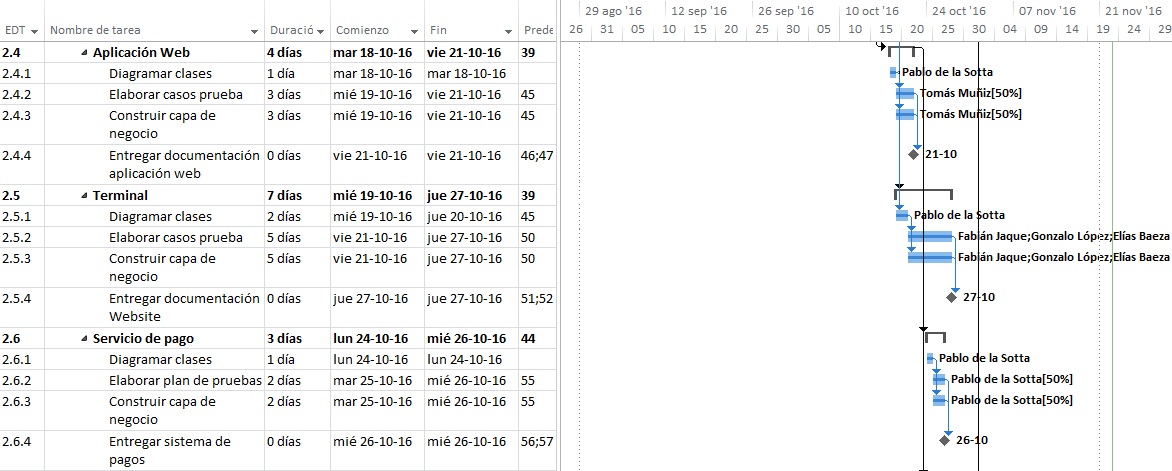 29 ago '16 12 sep '16 26 sep '16 10 oct '16 24 oct '16 07 nov '16 21 nov '16
EDT Nombre de tarea Duració Comienzo Fin Prede 26 31 05 10 15 20 25 30 05 10 15 20 25 30 04 09 14 19 24 29
2.4 Aplicación Web 4 días mar 18-10-16 vie 21-10-16 39
2.4.1 Diagramar clases 1 día mar 18-10-16 mar 18-10-16 Pablo de la Sotta
2.4.2 Elaborar casos prueba 3 días mié 19-10-16 vie 21-10-16 45 Tomás Muñiz[50%]
2.4.3 Construir capa de 3 días mié 19-10-16 vie 21-10-16 45 Tomás Muñiz[50%]
negocio
2.4.4 Entregar documentación 0 días vie 21-10-16 vie 21-10-16 46;47 21-10
aplicación web
2.5 Terminal 7 días mié 19-10-16 jue 27-10-16 39
2.5.1 Diagramar clases 2 días mié 19-10-16 jue 20-10-16 45 Pablo de la Sotta
2.5.2 Elaborar casos prueba 5 días vie 21-10-16 jue 27-10-16 50 Fabián Jaque;Gonzalo López;Elías Baeza
2.5.3 Construir capa de 5 días vie 21-10-16 jue 27-10-16 50 Fabián Jaque;Gonzalo López;Elías Baeza
negocio
2.5.4 Entregar documentación 0 días jue 27-10-16 jue 27-10-16 51;52 27-10
Website
2.6 Servicio de pago 3 días lun 24-10-16 mié 26-10-16 44
2.6.1 Diagramar clases 1 día lun 24-10-16 lun 24-10-16 Pablo de la Sotta
2.6.2 Elaborar plan de pruebas 2 días mar 25-10-16 mié 26-10-16 55 Pablo de la Sotta[50%]
2.6.3 Construir capa de 2 días mar 25-10-16 mié 26-10-16 55 Pablo de la Sotta[50%]
negocio
2.6.4 Entregar sistema de 0 días mié 26-10-16 mié 26-10-16 56;57 26-10
pagos